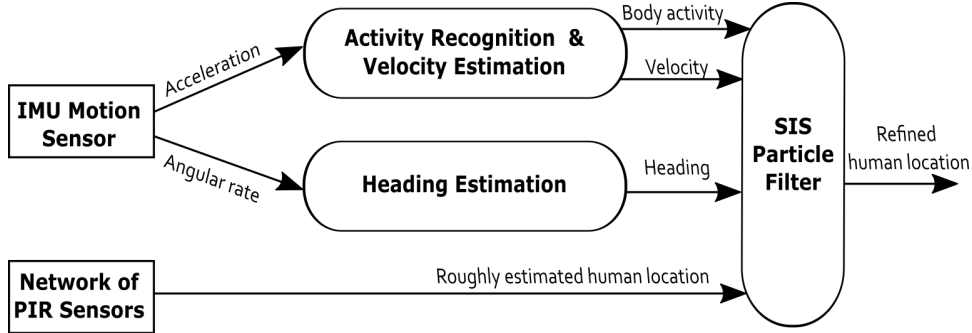 Body activity
Activity Recognition &
Velocity Estimation
Acceleration
Velocity
IMU Motion
Sensor
SIS
Particle
Filter
Refined
human location
Angular rate
Heading Estimation
Heading
Network of
PIR Sensors
Roughly estimated human location